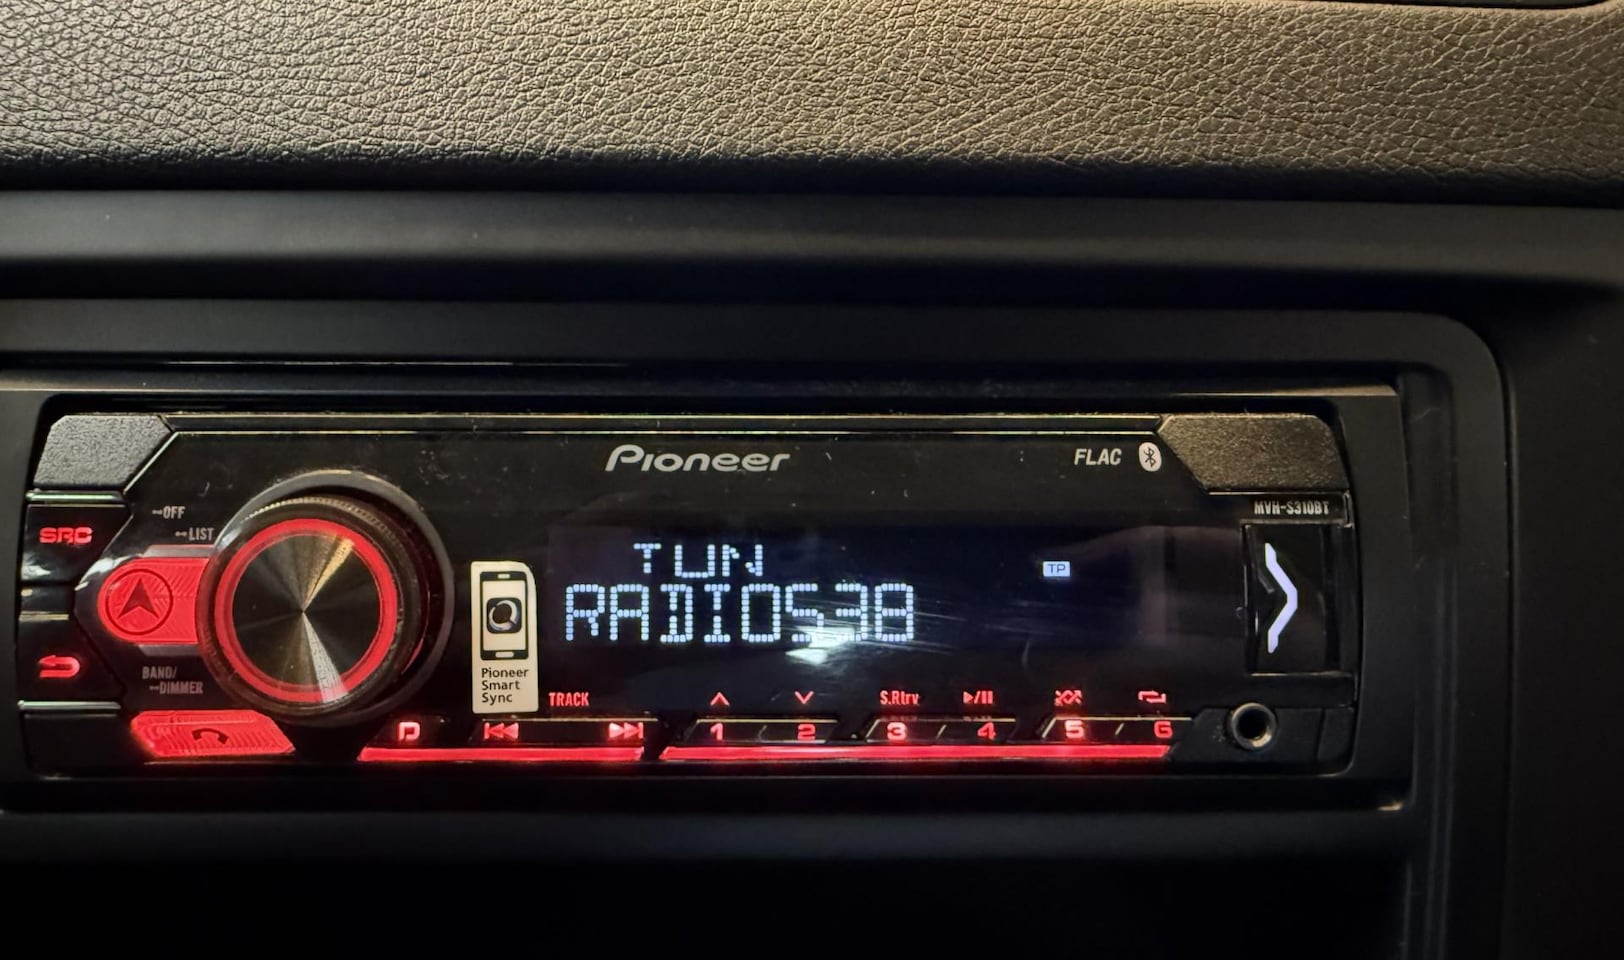 Pioneer
FLAC
MVH-S310BT
OFF
LIST
SRC
TUN
TP
RADIO538
Pioneer
Smart
Sync
BAND/
DIMMER
TRACK
S.Rtrv
D
1 / 2
3 / 4
5 / 6